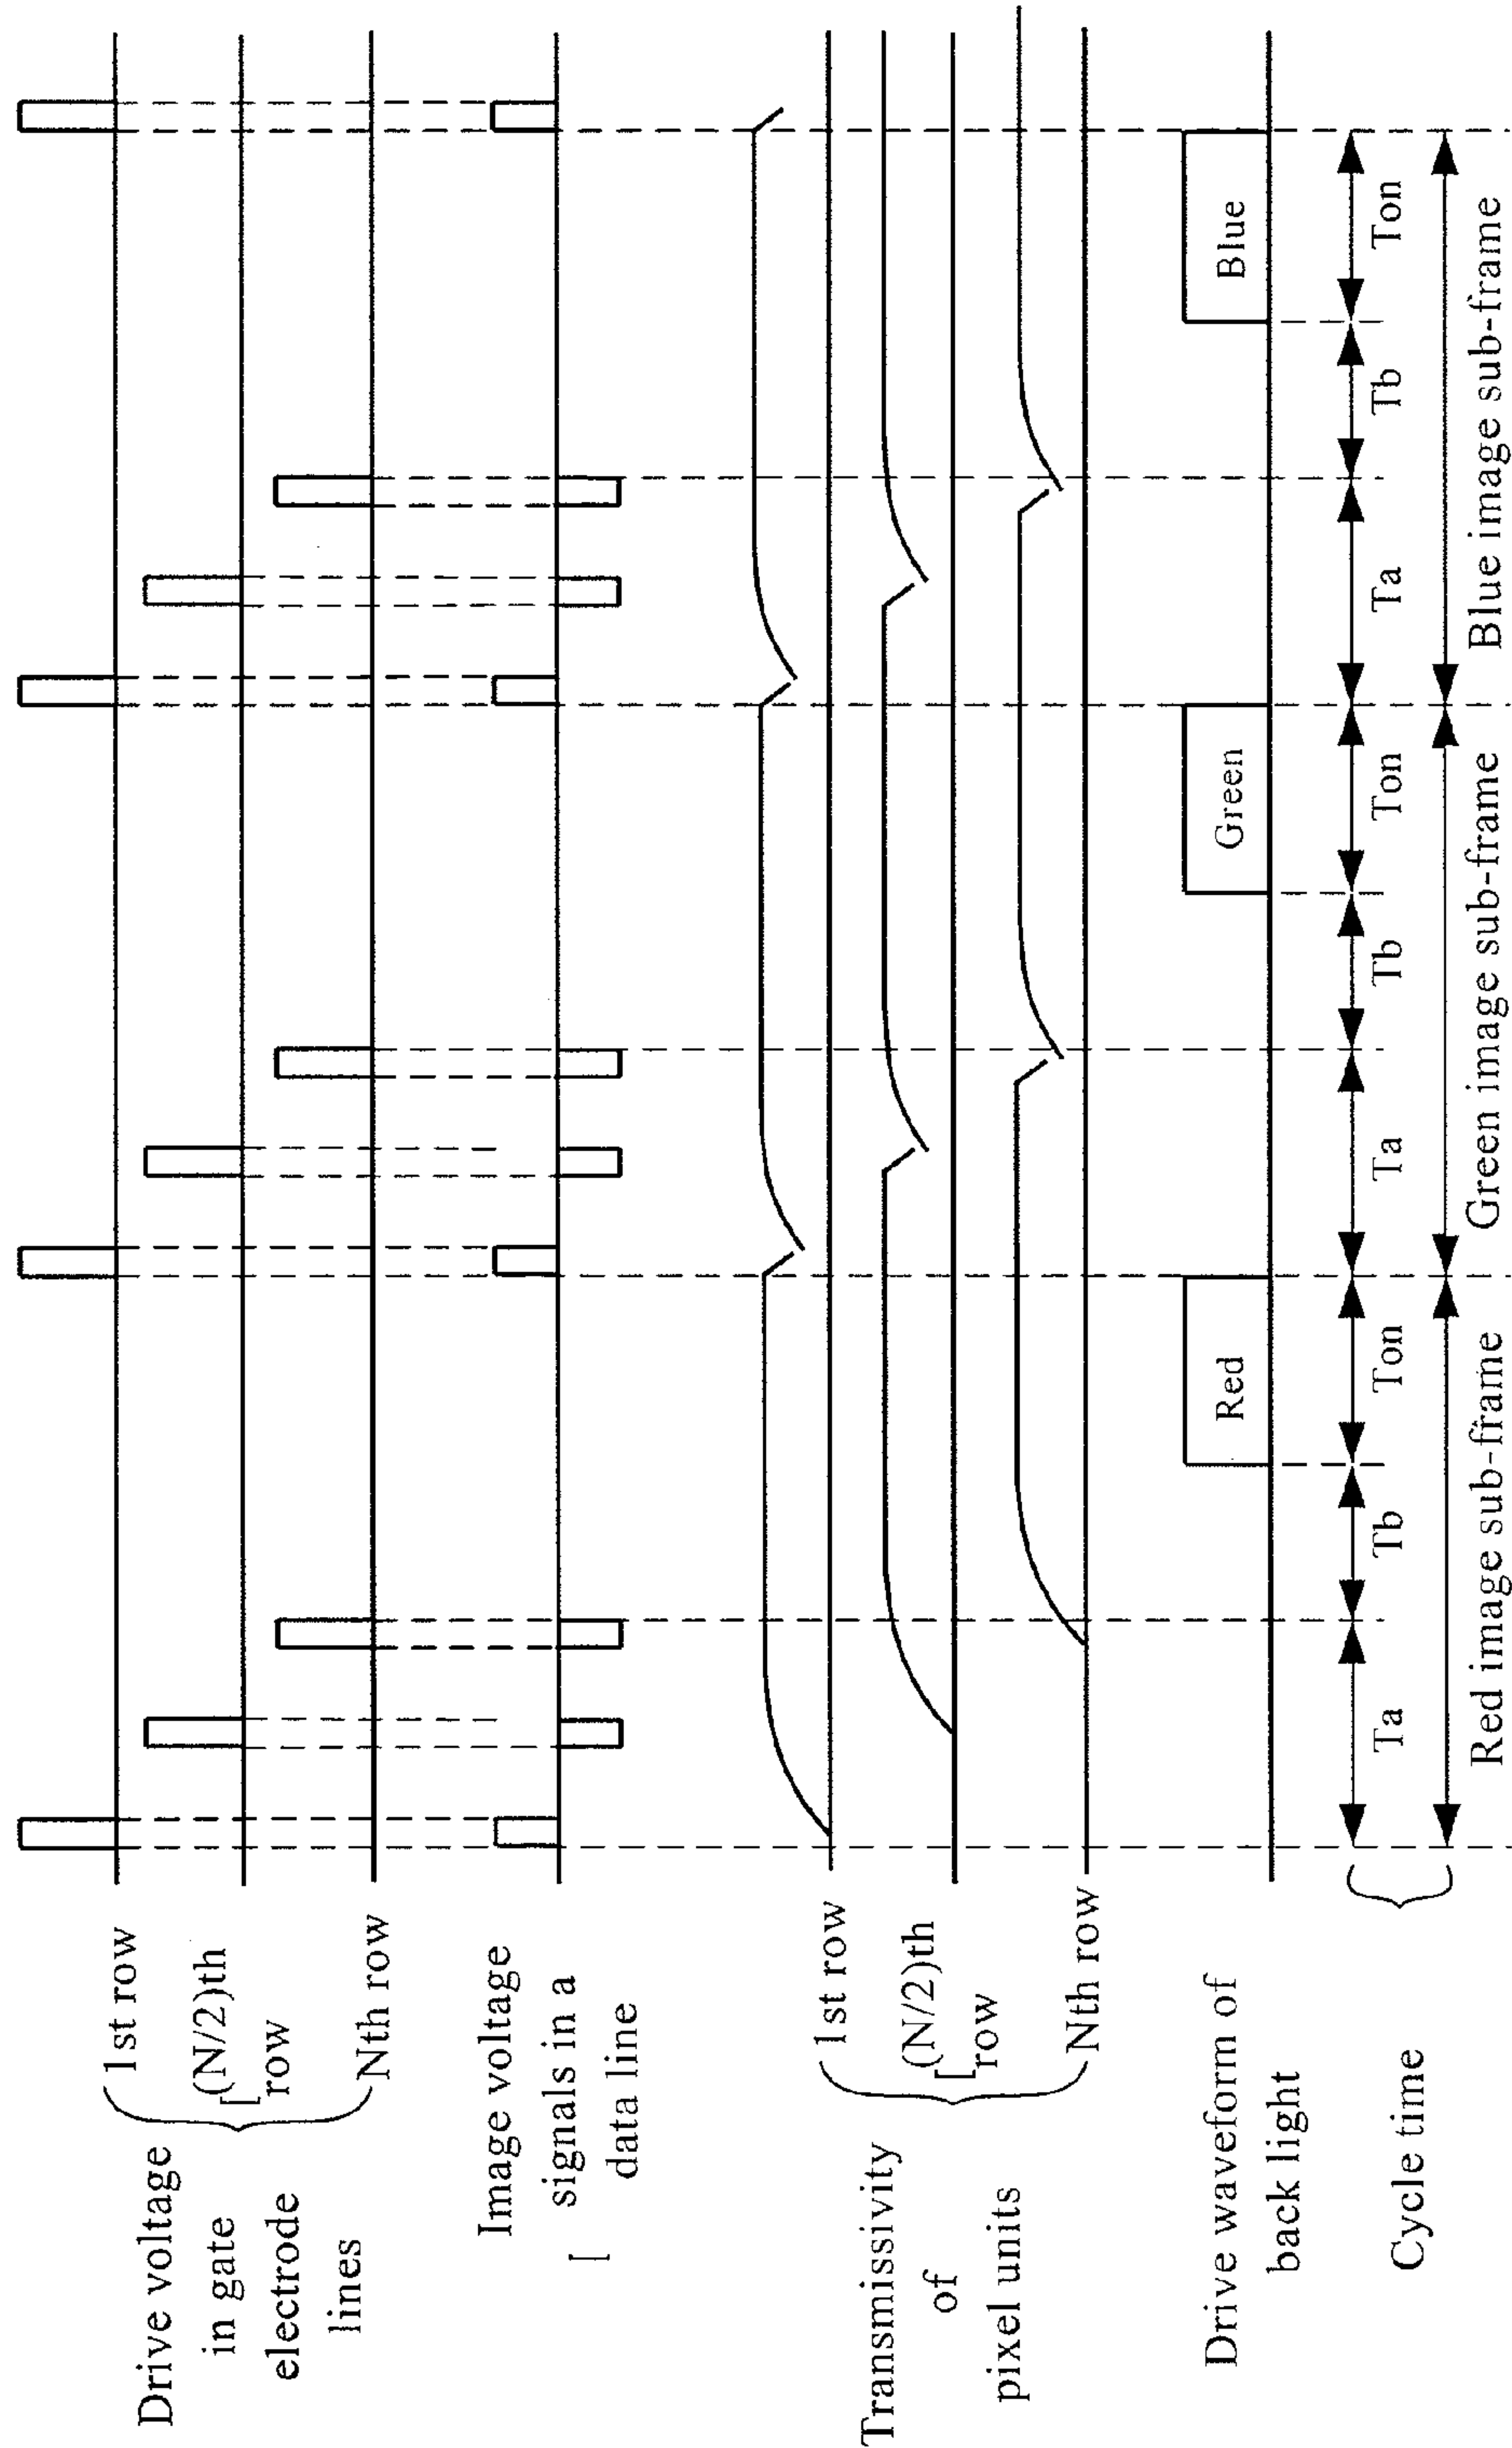 Drive voltage
in gate
electrode
lines
1st row
(N/2)th
row
Nth row
Image voltage
signals in a
data line
Transmissivity
of
pixel units
1st row
(N/2)th
row
Nth row
Drive waveform of
back light
Red
Green
Blue
Cycle time
Ta Tb Ton Ta Tb Ton Ta Tb Ton
Red image sub-frame Green image sub-frame Blue image sub-frame